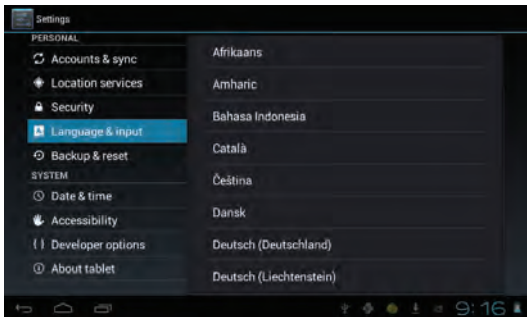 Settings
PERSONAL
Accounts & sync
Location services
Security
Language & input
Backup & reset
SYSTEM
Date & time
Accessibility
{ } Developer options
About tablet
Afrikaans
Amharic
Bahasa Indonesia
Català
Čeština
Dansk
Deutsch (Deutschland)
Deutsch (Liechtenstein)
9:16